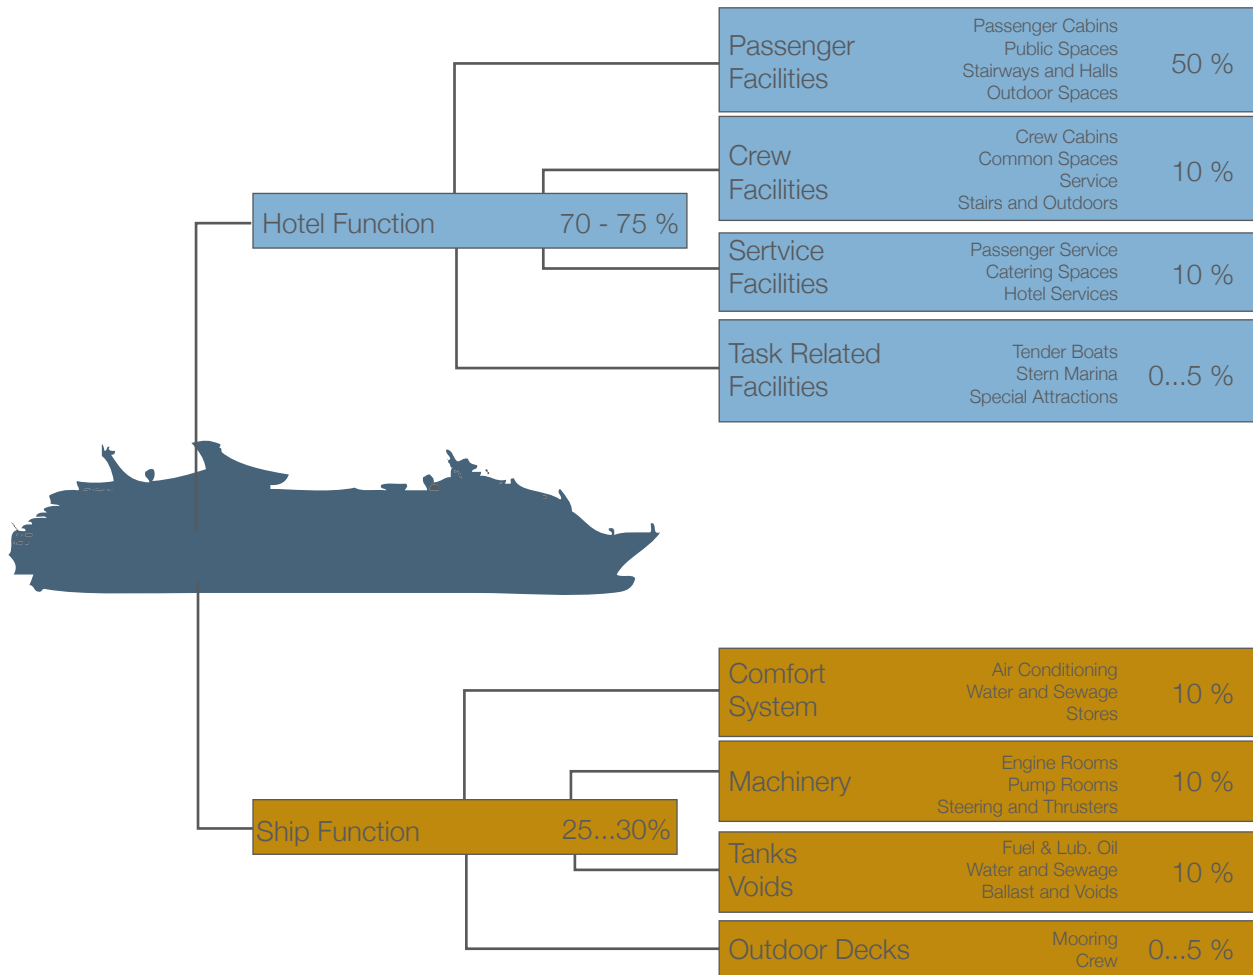 Passenger
Facilities
Passenger Cabins
Public Spaces
Stairways and Halls
Outdoor Spaces
50 %
Crew
Facilities
Crew Cabins
Common Spaces
Service
Stairs and Outdoors
10 %
Hotel Function 70 - 75 %
Sertvice
Facilities
Passenger Service
Catering Spaces
Hotel Services
10 %
Task Related
Facilities
Tender Boats
Stern Marina
Special Attractions
0...5 %
Comfort
System
Air Conditioning
Water and Sewage
Stores
10 %
Machinery
Engine Rooms
Pump Rooms
Steering and Thrusters
10 %
Ship Function 25...30%
Tanks
Voids
Fuel & Lub. Oil
Water and Sewage
Ballast and Voids
10 %
Outdoor Decks
Mooring
Crew
0...5 %